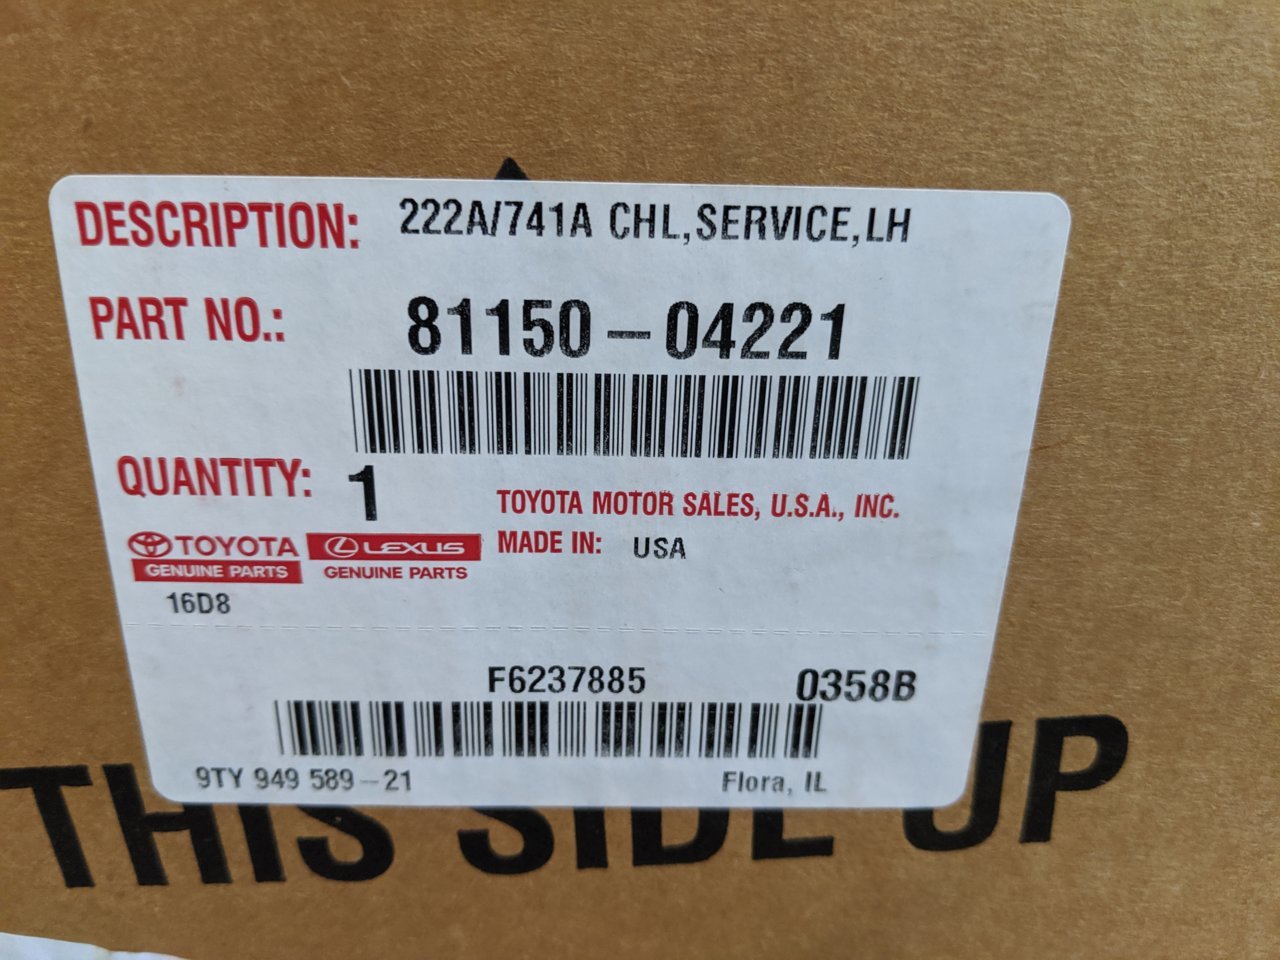 DESCRIPTION: 222A/741A CHL,SERVICE,LH
PART NO.: 81150-04221
QUANTITY: 1
TOYOTA MOTOR SALES, U.S.A., INC.
MADE IN: USA
TOYOTA
GENUINE PARTS
LEXUS
GENUINE PARTS
16D8
F6237885 0358B
9TY 949 589-21 Flora, IL
THIS SIDE UP